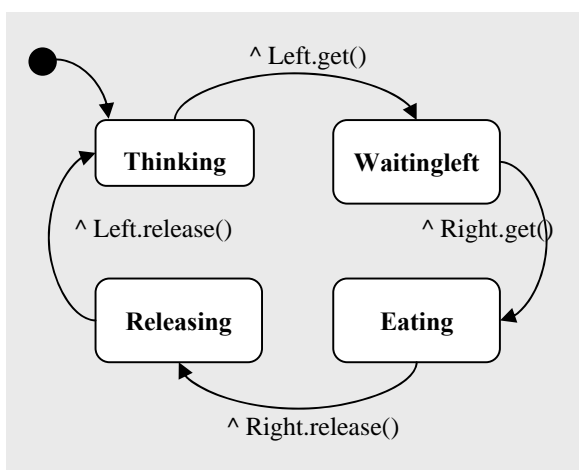 ^ Left.get()
Thinking
Waitingleft
^ Left.release()
^ Right.get()
Releasing
Eating
^ Right.release()